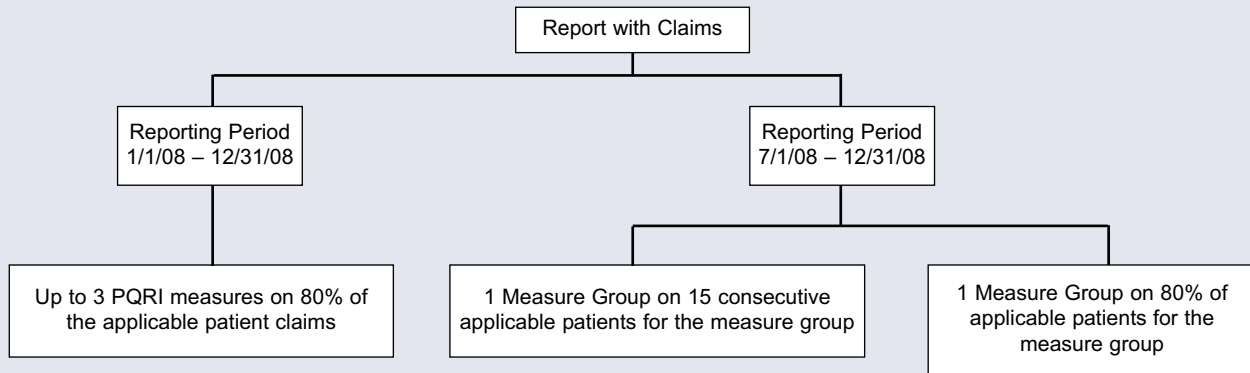 Report with Claims
Reporting Period
1/1/08 – 12/31/08
Reporting Period
7/1/08 – 12/31/08
Up to 3 PQRI measures on 80% of
the applicable patient claims
1 Measure Group on 15 consecutive
applicable patients for the measure group
1 Measure Group on 80% of
applicable patients for the
measure group